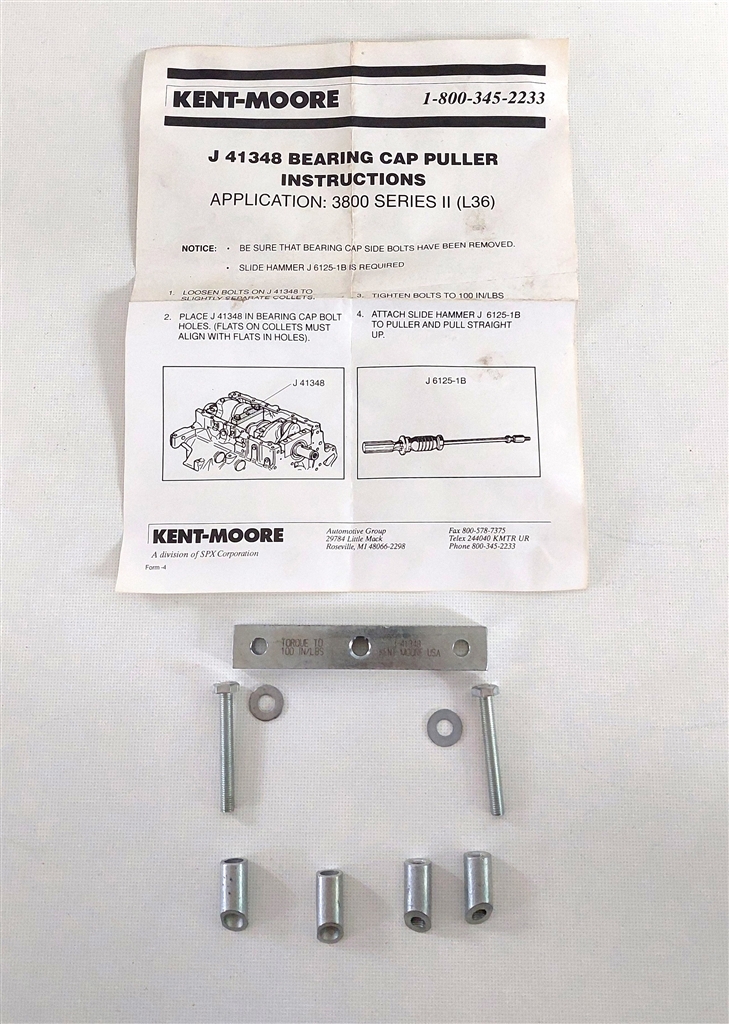 KENT-MOORE
1-800-345-2233
J 41348 BEARING CAP PULLER
INSTRUCTIONS
APPLICATION: 3800 SERIES II (L36)
NOTICE: • BE SURE THAT BEARING CAP SIDE BOLTS HAVE BEEN REMOVED.
• SLIDE HAMMER J 6125-1B IS REQUIRED
1. LOOSEN BOLTS ON J 41348 TO
SLIGHTLY SEPARATE COLLETS.
2. PLACE J 41348 IN BEARING CAP BOLT
HOLES. (FLATS ON COLLETS MUST
ALIGN WITH FLATS IN HOLES).
3. TIGHTEN BOLTS TO 100 IN/LBS
4. ATTACH SLIDE HAMMER J 6125-1B
TO PULLER AND PULL STRAIGHT
UP.
J 41348
J 6125-1B
KENT-MOORE
A division of SPX Corporation
Automotive Group
29784 Little Mack
Roseville, MI 48066-2298
Fax 800-578-7375
Telex 244040 KMTR UR
Phone 800-345-2233
Form -4
TORQUE TO
100 IN/LBS
J 41348
KENT MOORE USA